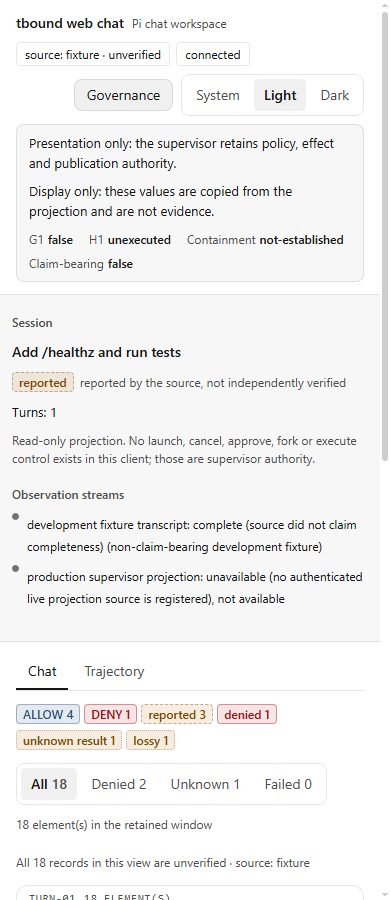 tbound web chat Pi chat workspace
source: fixture · unverified connected
Governance System Light Dark
Presentation only: the supervisor retains policy, effect
and publication authority.
Display only: these values are copied from the
projection and are not evidence.
G1 false H1 unexecuted Containment not-established
Claim-bearing false
Session
Add /healthz and run tests
reported reported by the source, not independently verified
Turns: 1
Read-only projection. No launch, cancel, approve, fork or execute
control exists in this client; those are supervisor authority.
Observation streams
development fixture transcript: complete (source did not claim
completeness) (non-claim-bearing development fixture)
production supervisor projection: unavailable (no authenticated
live projection source is registered), not available
Chat Trajectory
ALLOW 4 DENY 1 reported 3 denied 1
unknown result 1 lossy 1
All 18 Denied 2 Unknown 1 Failed 0
18 element(s) in the retained window
All 18 records in this view are unverified · source: fixture
TURN-01 18 ELEMENT(S)